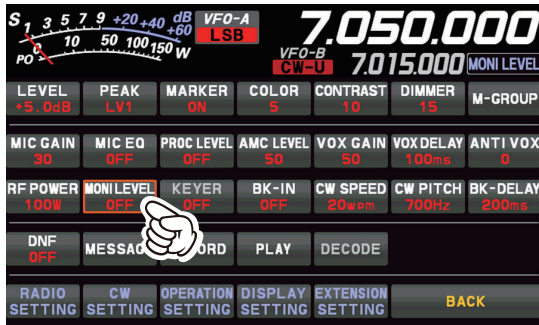 S 1 3 5 7 9 +20 +40 +60 dB VFO-A 7.050.000
LSB
PO 0 10 50 100 150 W
VFO-B 7.015.000 MONI LEVEL
CW-U
LEVEL PEAK MARKER COLOR CONTRAST DIMMER M-GROUP
+5.0dB LV1 ON 5 10 15
MIC GAIN MIC EQ PROC LEVEL AMC LEVEL VOX GAIN VOX DELAY ANTI VOX
30 OFF OFF 50 50 100ms 0
RF POWER MONI LEVEL KEYER BK-IN CW SPEED CW PITCH BK-DELAY
100W OFF OFF OFF 20wpm 700Hz 200ms
DNF MESSAG ORD PLAY DECODE
OFF
RADIO CW OPERATION DISPLAY EXTENSION BACK
SETTING SETTING SETTING SETTING SETTING